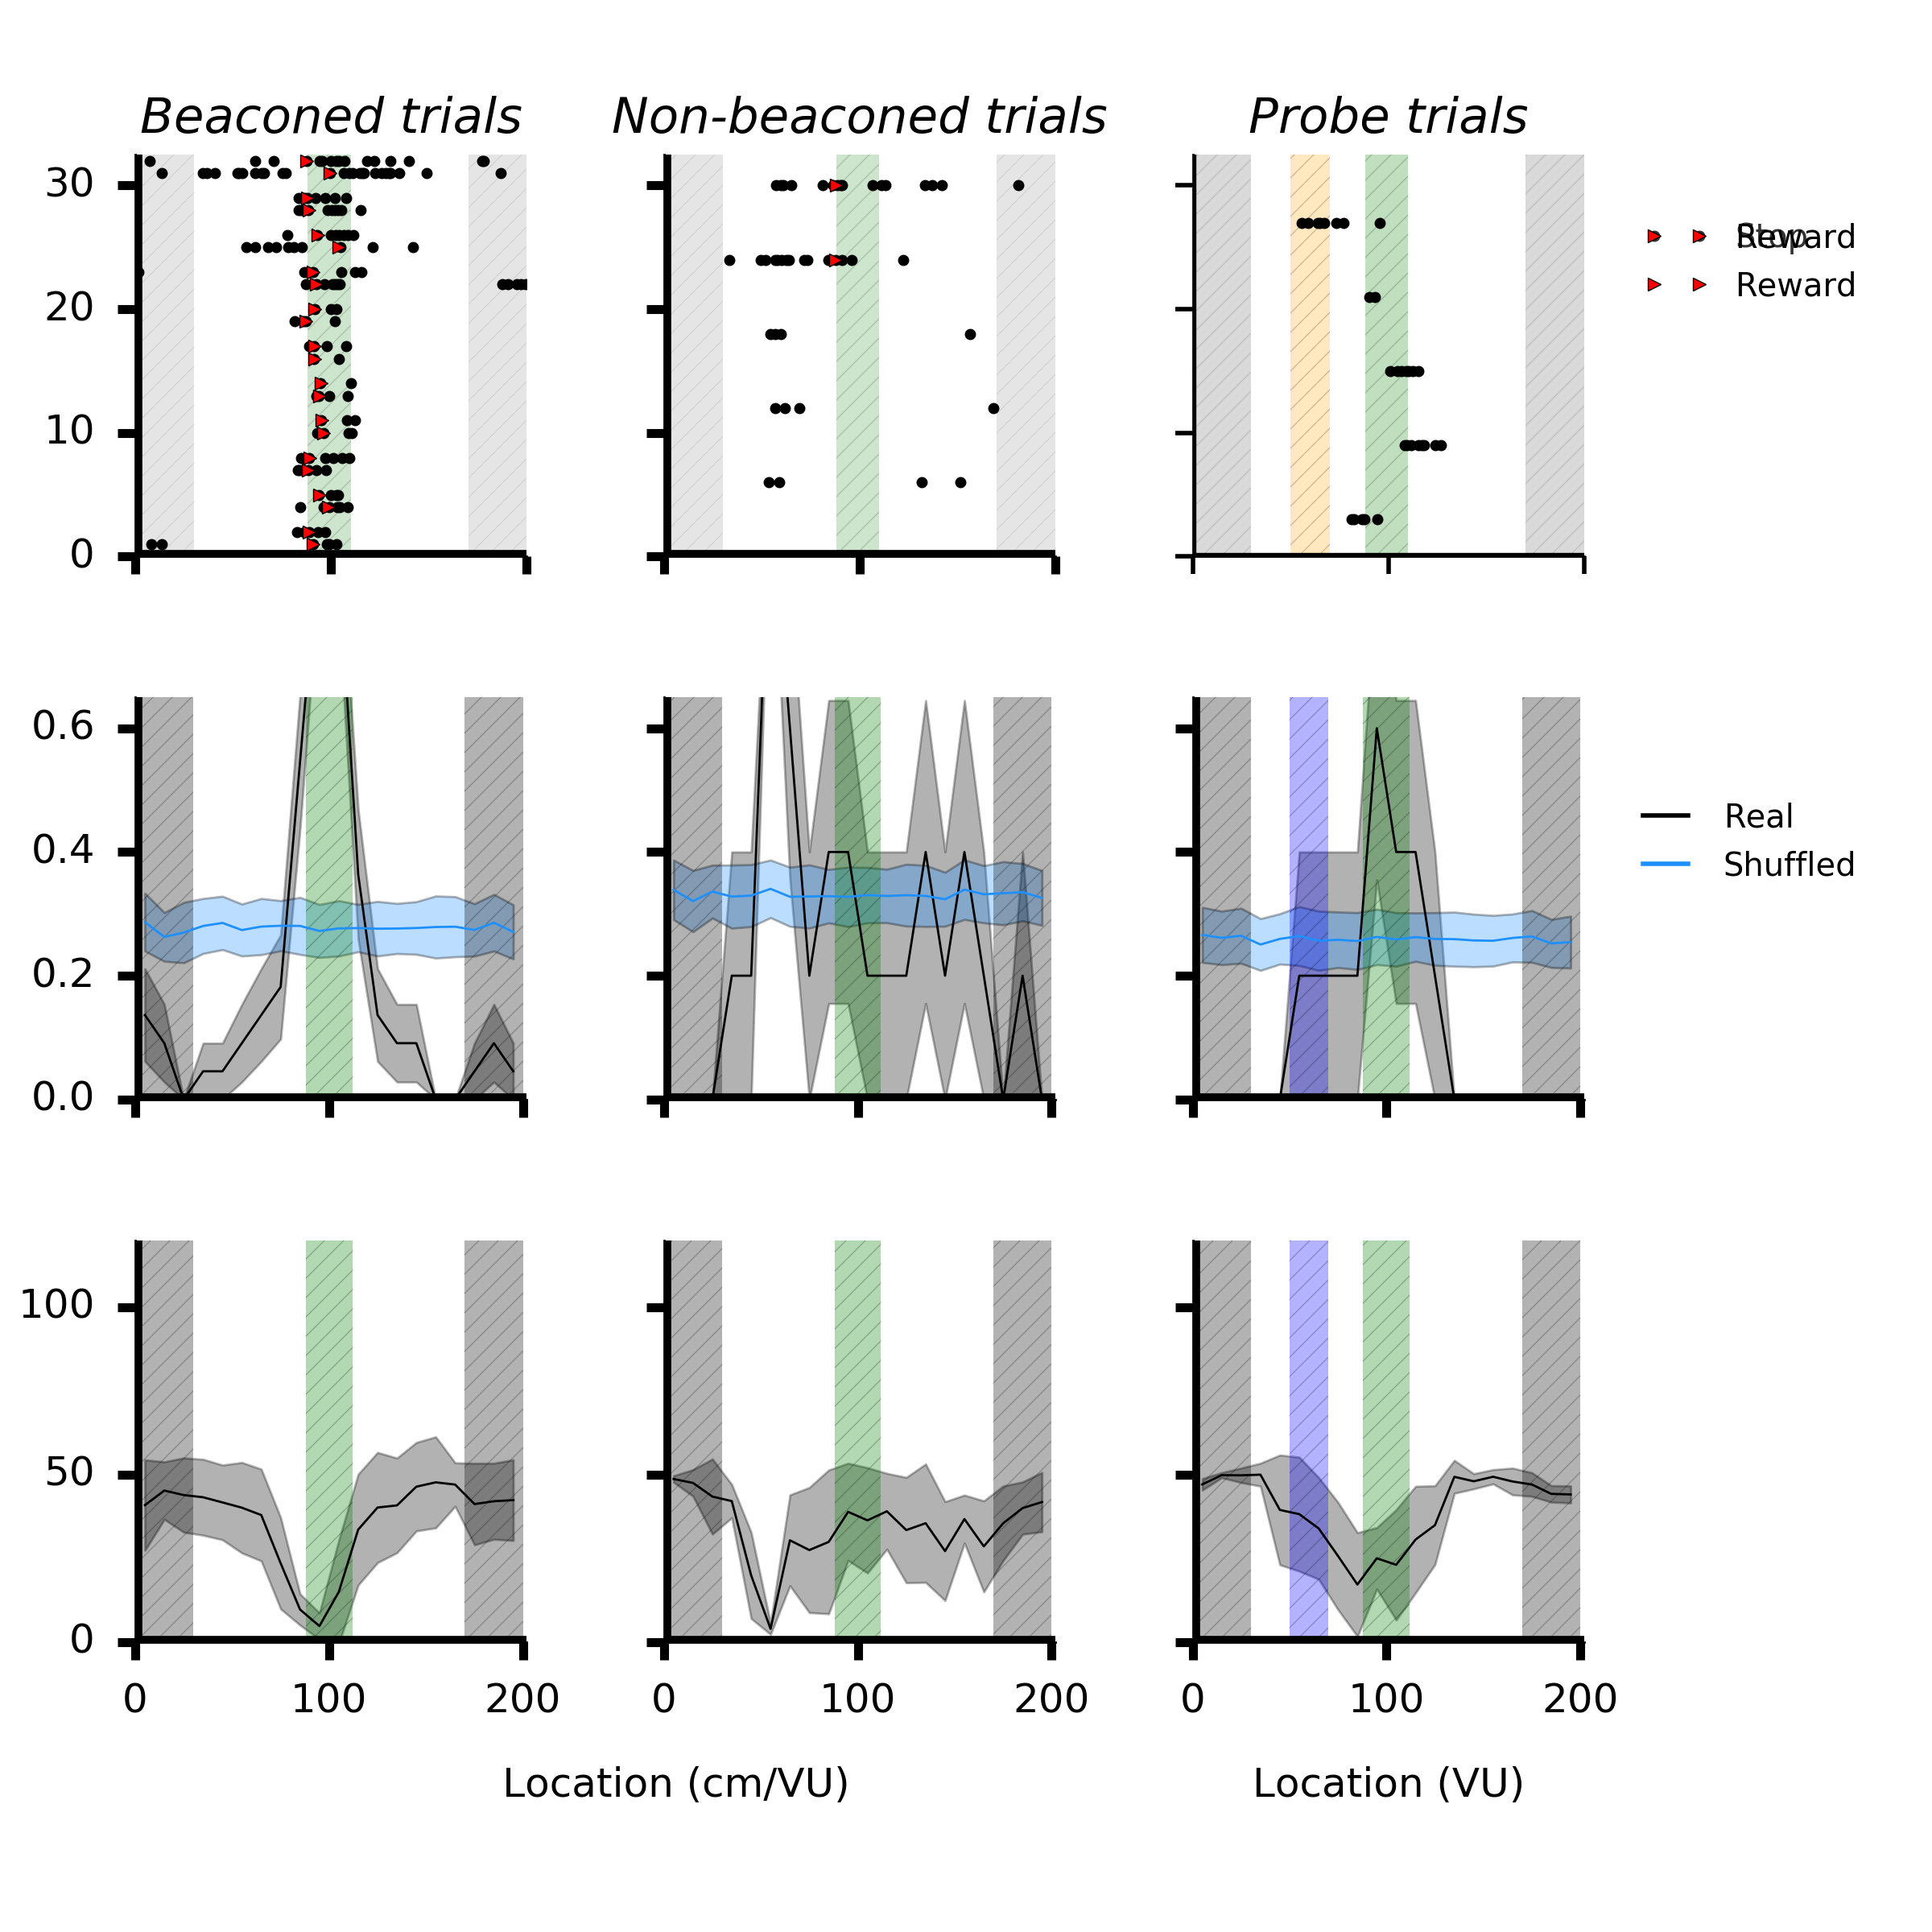 Beaconed trials Non-beaconed trials Probe trials
30
20
10
0
Stop
Reward
Reward
0.6
0.4
0.2
0.0
Real
Shuffled
100
50
0
0 100 200 0 100 200 0 100 200
Location (cm/VU) Location (VU)